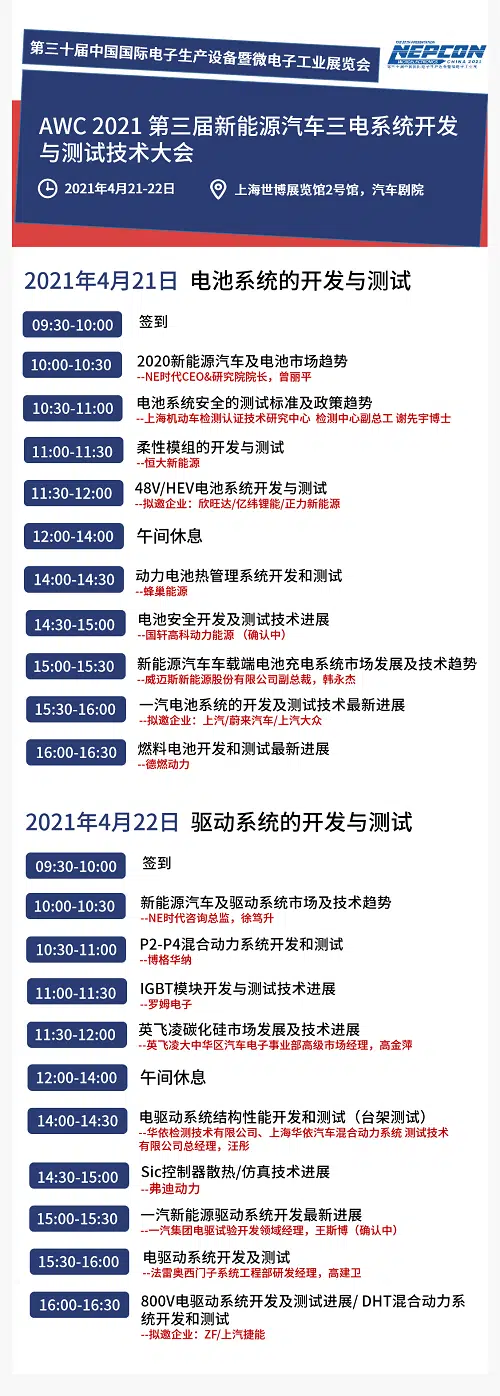 第三十届中国国际电子生产设备暨微电子工业展览会
NEPCON
CHINA 2021
AWC 2021 第三届新能源汽车三电系统开发
与测试技术大会
2021年4月21-22日
上海世博展览馆2号馆，汽车剧院
2021年4月21日 电池系统的开发与测试
09:30-10:00 签到
10:00-10:30 2020新能源汽车及电池市场趋势
--NE时代CEO&研究院院长，曾丽平
10:30-11:00 电池系统安全的测试标准及政策趋势
--上海机动车检测认证技术研究中心 检测中心副总工 谢先宇博士
11:00-11:30 柔性模组的开发与测试
--恒大新能源
11:30-12:00 48V/HEV电池系统开发与测试
--拟邀企业：欣旺达/亿纬锂能/正力新能源
12:00-14:00 午间休息
14:00-14:30 动力电池热管理系统开发和测试
--蜂巢能源
14:30-15:00 电池安全开发及测试技术进展
--国轩高科动力能源 （确认中）
15:00-15:30 新能源汽车车载端电池充电系统市场发展及技术趋势
--威迈斯新能源股份有限公司副总裁，韩永杰
15:30-16:00 一汽电池系统的开发及测试技术最新进展
--拟邀企业：上汽/蔚来汽车/上汽大众
16:00-16:30 燃料电池开发和测试最新进展
--德燃动力
2021年4月22日 驱动系统的开发与测试
09:30-10:00 签到
10:00-10:30 新能源汽车及驱动系统市场及技术趋势
--NE时代咨询总监，徐笃升
10:30-11:00 P2-P4混合动力系统开发和测试
--博格华纳
11:00-11:30 IGBT模块开发与测试技术进展
--罗姆电子
11:30-12:00 英飞凌碳化硅市场发展及技术进展
--英飞凌大中华区汽车电子事业部高级市场经理，高金萍
12:00-14:00 午间休息
14:00-14:30 电驱动系统结构性能开发和测试（台架测试）
--华依检测技术有限公司、上海华依汽车混合动力系统 测试技术
有限公司总经理，汪彤
14:30-15:00 Sic控制器散热/仿真技术进展
--弗迪动力
15:00-15:30 一汽新能源驱动系统开发最新进展
--一汽集团电驱试验开发领域经理，王斯博（确认中）
15:30-16:00 电驱动系统开发及测试
--法雷奥西门子系统工程部研发经理，高建卫
16:00-16:30 800V电驱动系统开发及测试进展/ DHT混合动力系
统开发和测试
--拟邀企业：ZF/上汽捷能